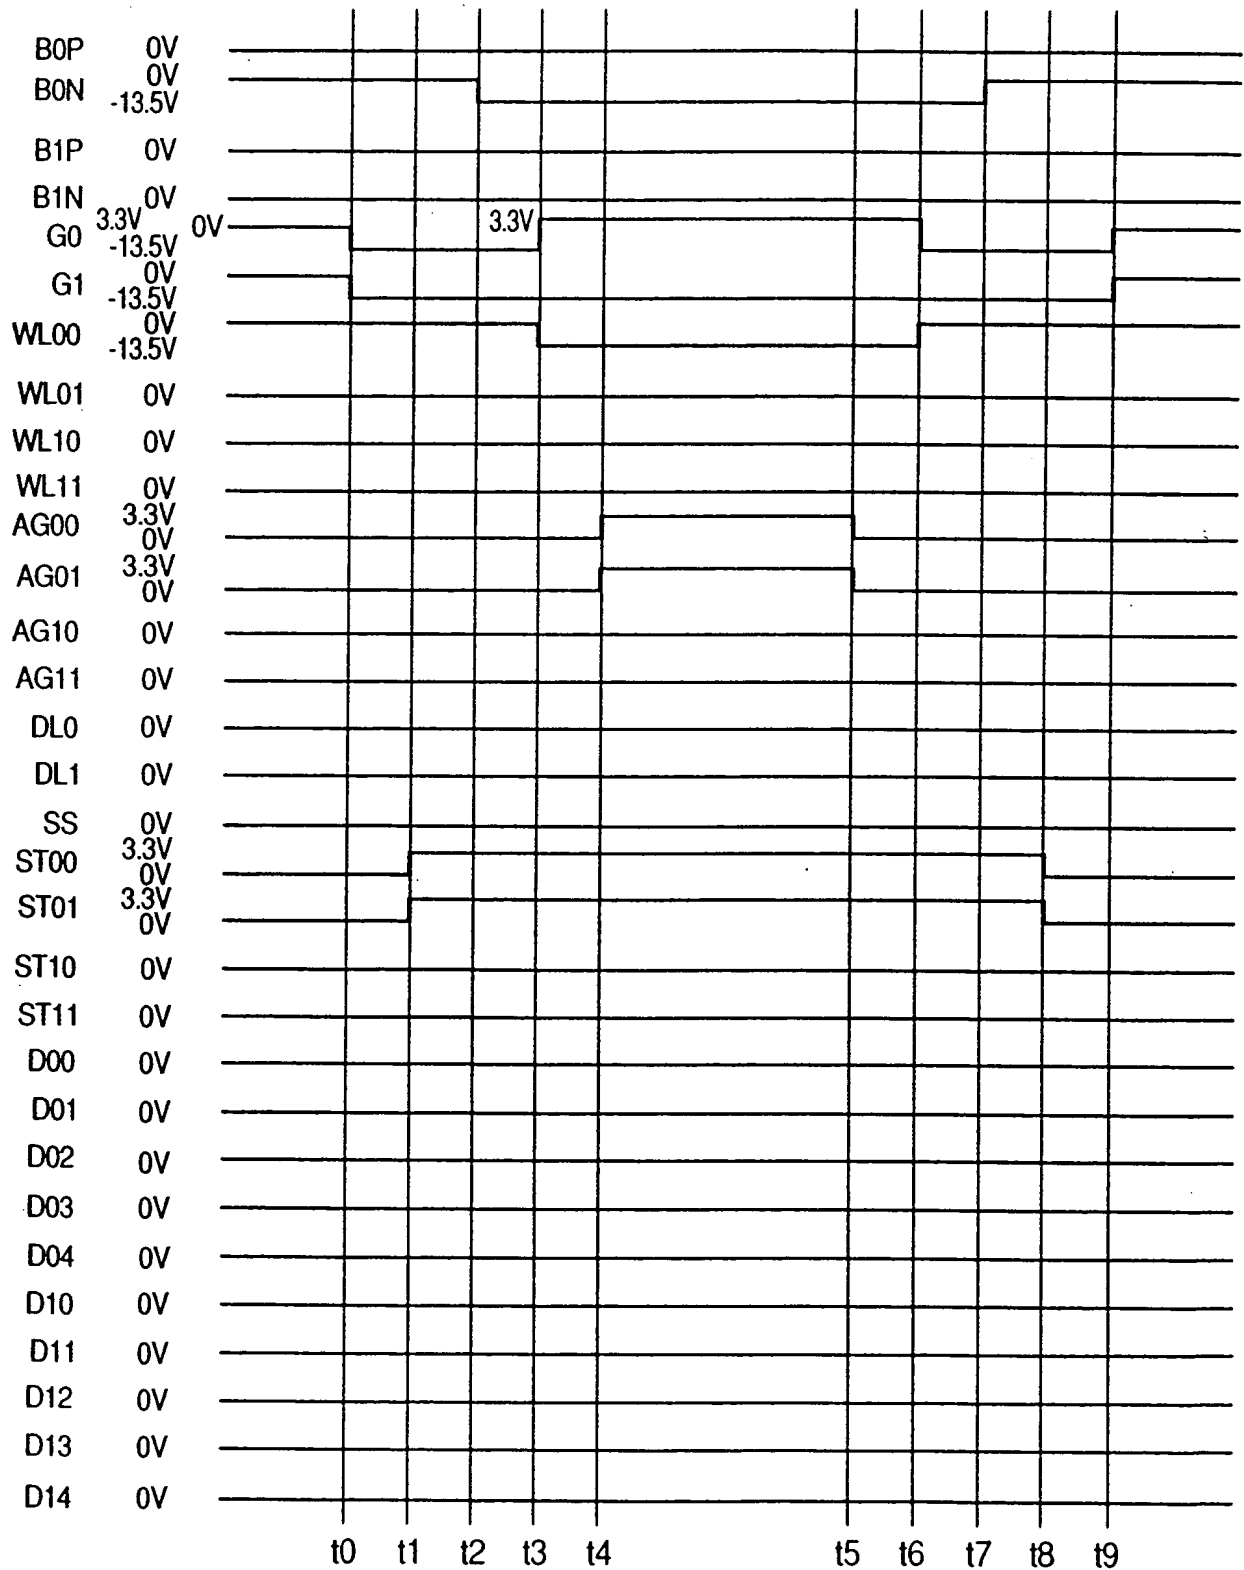 B0P 0V
B0N 0V
-13.5V
B1P 0V
B1N 0V
G0 3.3V 0V 3.3V
-13.5V
G1 0V
-13.5V
WL00 0V
-13.5V
WL01 0V
WL10 0V
WL11 0V
AG00 3.3V
0V
AG01 3.3V
0V
AG10 0V
AG11 0V
DL0 0V
DL1 0V
SS 0V
ST00 3.3V
0V
ST01 3.3V
0V
ST10 0V
ST11 0V
D00 0V
D01 0V
D02 0V
D03 0V
D04 0V
D10 0V
D11 0V
D12 0V
D13 0V
D14 0V
t0 t1 t2 t3 t4 t5 t6 t7 t8 t9